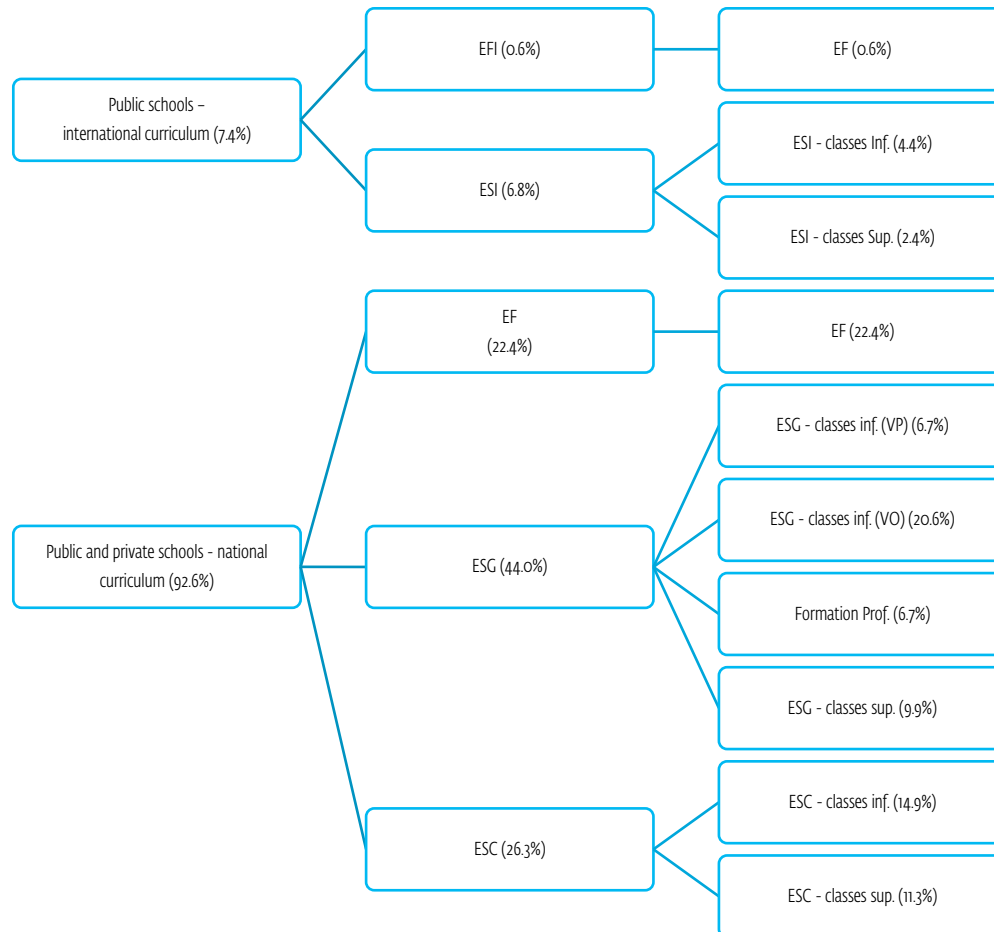 EFI (0.6%)
EF (0.6%)
Public schools –
international curriculum (7.4%)
ESI - classes Inf. (4.4%)
ESI (6.8%)
ESI - classes Sup. (2.4%)
EF
(22.4%)
EF (22.4%)
ESG - classes inf. (VP) (6.7%)
ESG - classes inf. (VO) (20.6%)
Public and private schools - national
curriculum (92.6%)
ESG (44.0%)
Formation Prof. (6.7%)
ESG - classes sup. (9.9%)
ESC - classes inf. (14.9%)
ESC (26.3%)
ESC - classes sup. (11.3%)